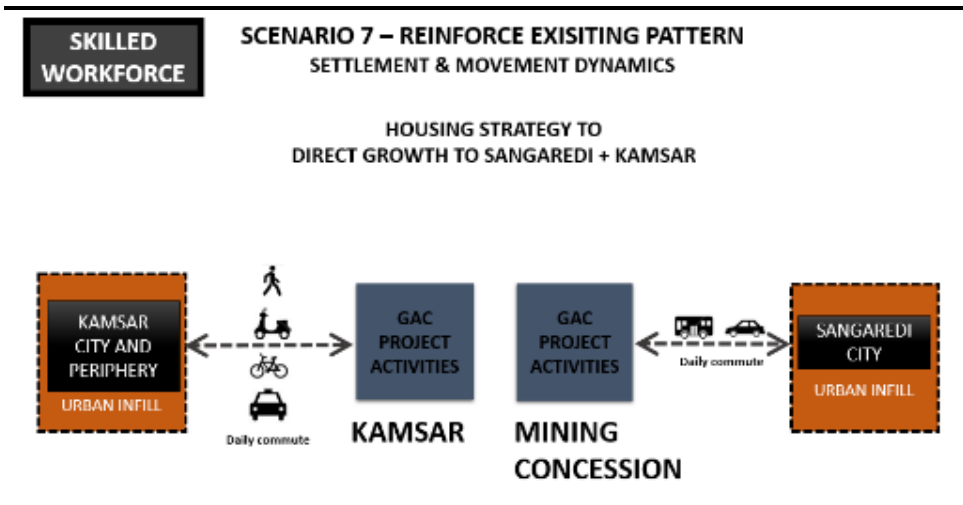 SKILLED
WORKFORCE
SCENARIO 7 – REINFORCE EXISITING PATTERN
SETTLEMENT & MOVEMENT DYNAMICS
HOUSING STRATEGY TO
DIRECT GROWTH TO SANGAREDI + KAMSAR
KAMSAR
CITY AND
PERIPHERY
URBAN INFILL
Daily commute
GAC
PROJECT
ACTIVITIES
KAMSAR
GAC
PROJECT
ACTIVITIES
MINING
CONCESSION
Daily commute
SANGAREDI
CITY
URBAN INFILL